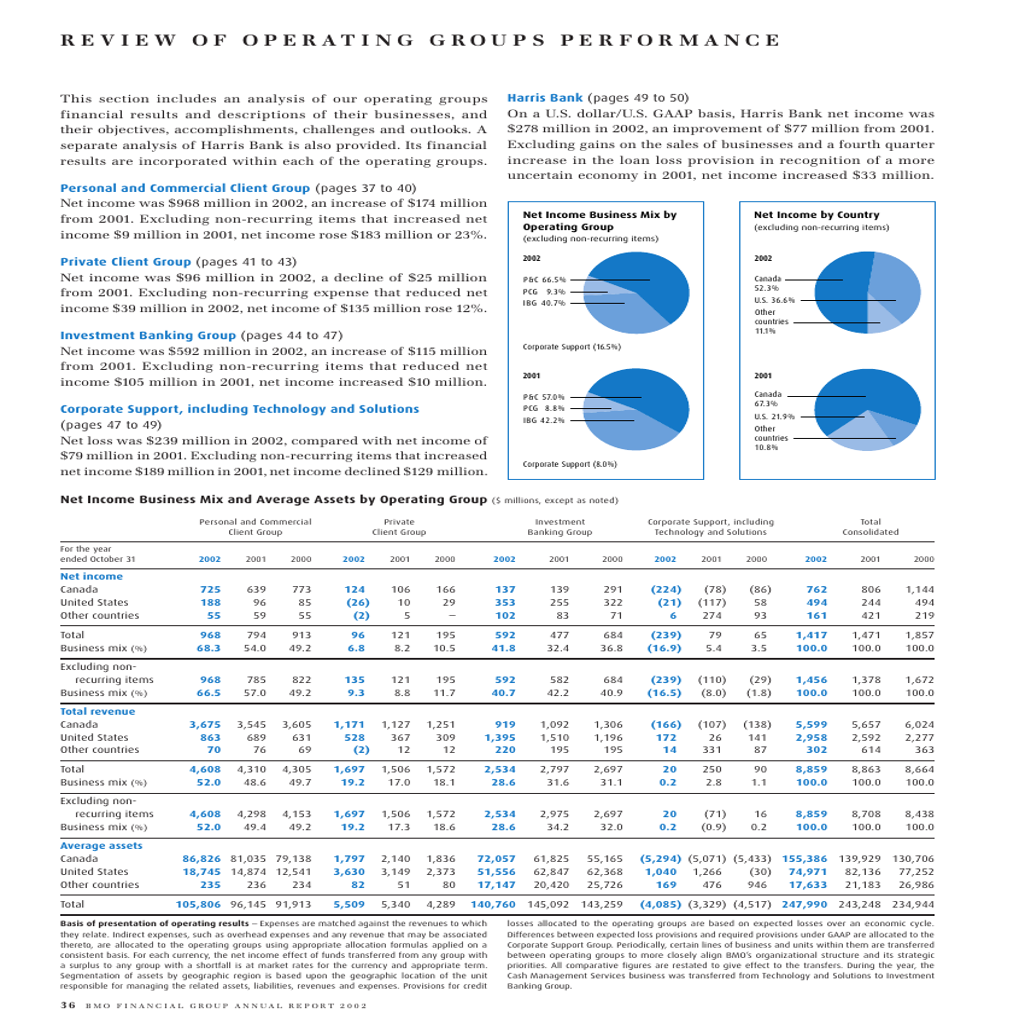 REVIEW OF OPERATING GROUPS PERFORMANCE
This section includes an analysis of our operating groups
financial results and descriptions of their businesses, and
their objectives, accomplishments, challenges and outlooks. A
separate analysis of Harris Bank is also provided. Its financial
results are incorporated within each of the operating groups.
Personal and Commercial Client Group (pages 37 to 40)
Net income was $968 million in 2002, an increase of $174 million
from 2001. Excluding non-recurring items that increased net
income $9 million in 2001, net income rose $183 million or 23%.
Private Client Group (pages 41 to 43)
Net income was $96 million in 2002, a decline of $25 million
from 2001. Excluding non-recurring expense that reduced net
income $39 million in 2002, net income of $135 million rose 12%.
Investment Banking Group (pages 44 to 47)
Net income was $592 million in 2002, an increase of $115 million
from 2001. Excluding non-recurring items that reduced net
income $105 million in 2001, net income increased $10 million.
Corporate Support, including Technology and Solutions
(pages 47 to 49)
Net loss was $239 million in 2002, compared with net income of
$79 million in 2001. Excluding non-recurring items that increased
net income $189 million in 2001, net income declined $129 million.
Harris Bank (pages 49 to 50)
On a U.S. dollar/U.S. GAAP basis, Harris Bank net income was
$278 million in 2002, an improvement of $77 million from 2001.
Excluding gains on the sales of businesses and a fourth quarter
increase in the loan loss provision in recognition of a more
uncertain economy in 2001, net income increased $33 million.
Net Income Business Mix by
Operating Group
(excluding non-recurring items)
2002
P&C 66.5%
PCG 9.3%
IBG 40.7%
Corporate Support (16.5%)
2001
P&C 57.0%
PCG 8.8%
IBG 42.2%
Corporate Support (8.0%)
Net Income by Country
(excluding non-recurring items)
2002
Canada
52.3%
U.S. 36.6%
Other
countries
11.1%
2001
Canada
67.3%
U.S. 21.9%
Other
countries
10.8%
Net Income Business Mix and Average Assets by Operating Group ($ millions, except as noted)
Personal and Commercial Private Investment Corporate Support, including Total
Client Group Client Group Banking Group Technology and Solutions Consolidated
For the year
ended October 31 2002 2001 2000 2002 2001 2000 2002 2001 2000 2002 2001 2000 2002 2001 2000
Net income
Canada 725 639 773 124 106 166 137 139 291 (224) (78) (86) 762 806 1,144
United States 188 96 85 (26) 10 29 353 255 322 (21) (117) 58 494 244 494
Other countries 55 59 55 (2) 5 – 102 83 71 6 274 93 161 421 219
Total 968 794 913 96 121 195 592 477 684 (239) 79 65 1,417 1,471 1,857
Business mix (%) 68.3 54.0 49.2 6.8 8.2 10.5 41.8 32.4 36.8 (16.9) 5.4 3.5 100.0 100.0 100.0
Excluding non-
recurring items 968 785 822 135 121 195 592 582 684 (239) (110) (29) 1,456 1,378 1,672
Business mix (%) 66.5 57.0 49.2 9.3 8.8 11.7 40.7 42.2 40.9 (16.5) (8.0) (1.8) 100.0 100.0 100.0
Total revenue
Canada 3,675 3,545 3,605 1,171 1,127 1,251 919 1,092 1,306 (166) (107) (138) 5,599 5,657 6,024
United States 863 689 631 528 367 309 1,395 1,510 1,196 172 26 141 2,958 2,592 2,277
Other countries 70 76 69 (2) 12 12 220 195 195 14 331 87 302 614 363
Total 4,608 4,310 4,305 1,697 1,506 1,572 2,534 2,797 2,697 20 250 90 8,859 8,863 8,664
Business mix (%) 52.0 48.6 49.7 19.2 17.0 18.1 28.6 31.6 31.1 0.2 2.8 1.1 100.0 100.0 100.0
Excluding non-
recurring items 4,608 4,298 4,153 1,697 1,506 1,572 2,534 2,975 2,697 20 (71) 16 8,859 8,708 8,438
Business mix (%) 52.0 49.4 49.2 19.2 17.3 18.6 28.6 34.2 32.0 0.2 (0.9) 0.2 100.0 100.0 100.0
Average assets
Canada 86,826 81,035 79,138 1,797 2,140 1,836 72,057 61,825 55,165 (5,294) (5,071) (5,433) 155,386 139,929 130,706
United States 18,745 14,874 12,541 3,630 3,149 2,373 51,556 62,847 62,368 1,040 1,266 (30) 74,971 82,136 77,252
Other countries 235 236 234 82 51 80 17,147 20,420 25,726 169 476 946 17,633 21,183 26,986
Total 105,806 96,145 91,913 5,509 5,340 4,289 140,760 145,092 143,259 (4,085) (3,329) (4,517) 247,990 243,248 234,944
Basis of presentation of operating results – Expenses are matched against the revenues to which
they relate. Indirect expenses, such as overhead expenses and any revenue that may be associated
thereto, are allocated to the operating groups using appropriate allocation formulas applied on a
consistent basis. For each currency, the net income effect of funds transferred from any group with
a surplus to any group with a shortfall is at market rates for the currency and appropriate term.
Segmentation of assets by geographic region is based upon the geographic location of the unit
responsible for managing the related assets, liabilities, revenues and expenses. Provisions for credit
losses allocated to the operating groups are based on expected losses over an economic cycle.
Differences between expected loss provisions and required provisions under GAAP are allocated to the
Corporate Support Group. Periodically, certain lines of business and units within them are transferred
between operating groups to more closely align BMO's organizational structure and its strategic
priorities. All comparative figures are restated to give effect to the transfers. During the year, the
Cash Management Services business was transferred from Technology and Solutions to Investment
Banking Group.
36 BMO FINANCIAL GROUP ANNUAL REPORT 2002